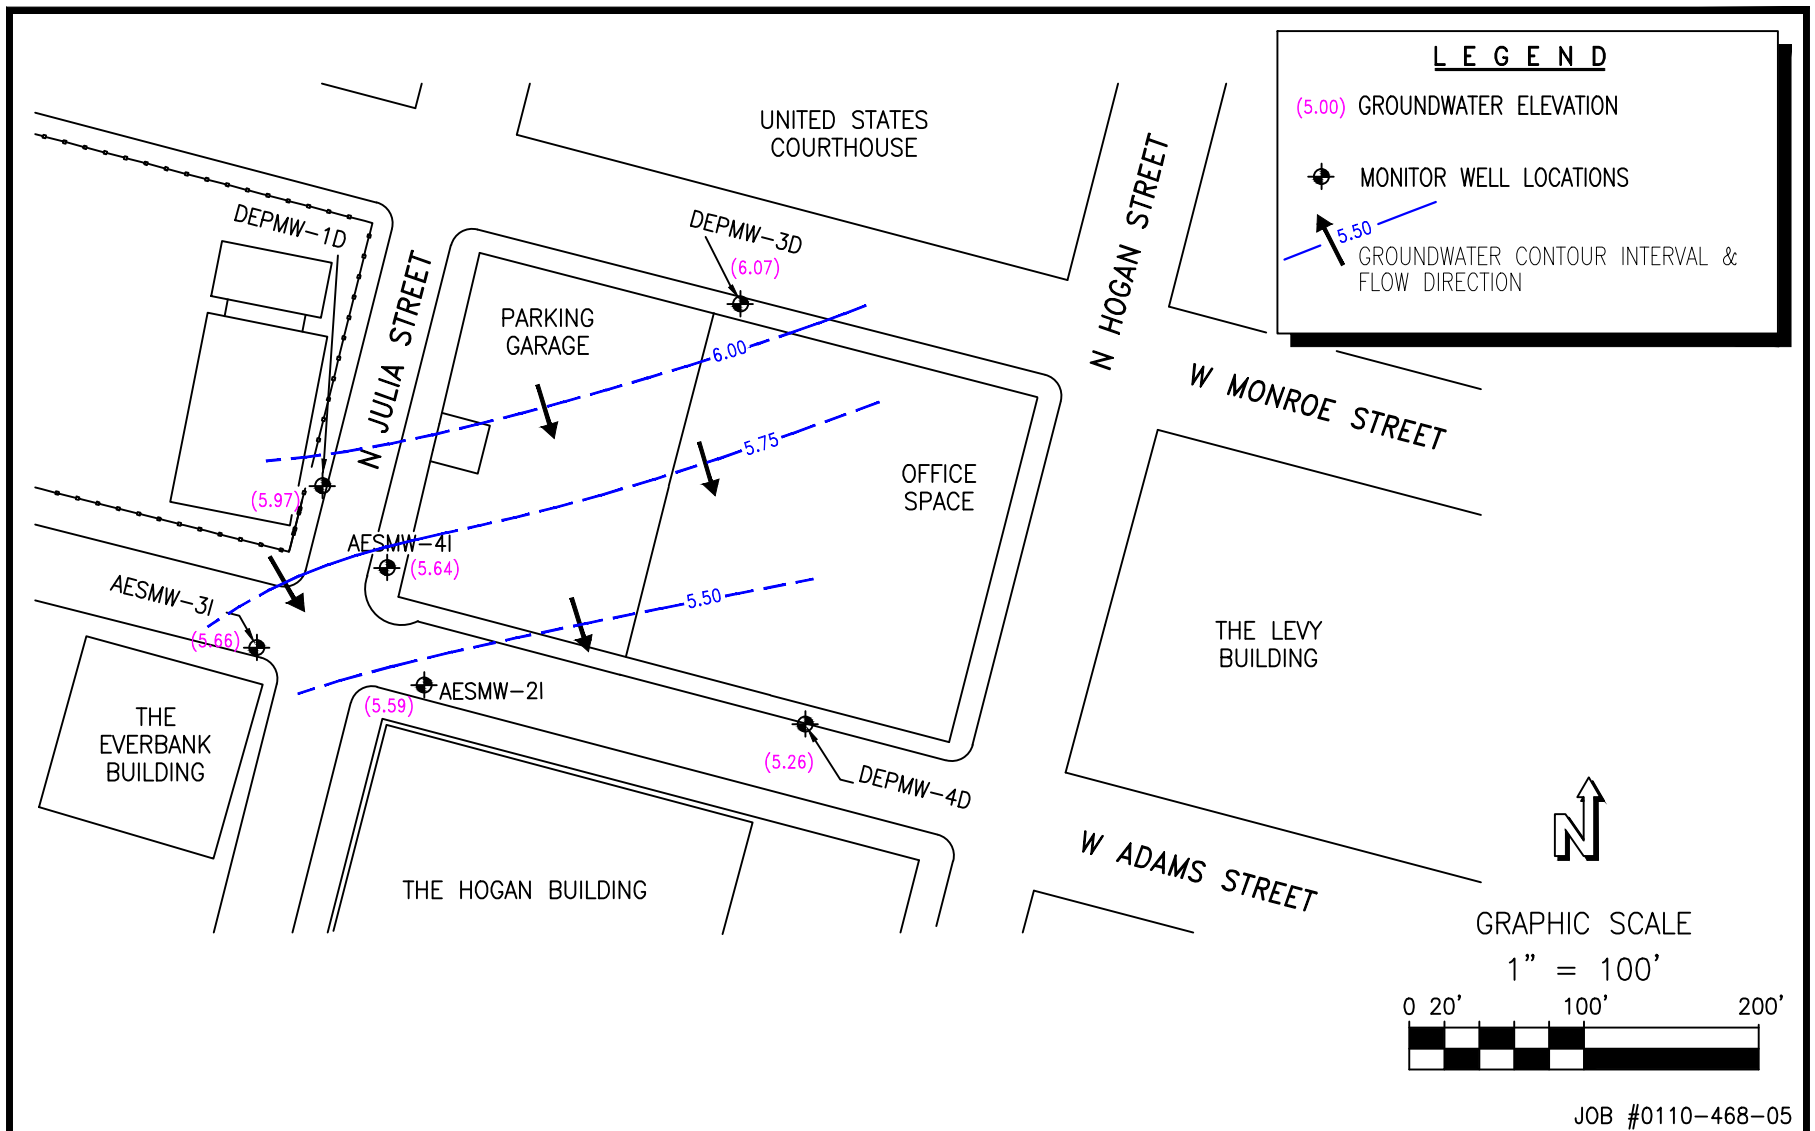 L E G E N D
(5.00) GROUNDWATER ELEVATION
MONITOR WELL LOCATIONS
5.50
GROUNDWATER CONTOUR INTERVAL &
FLOW DIRECTION
UNITED STATES
COURTHOUSE
N HOGAN STREET
DEPMW-1D
DEPMW-3D
(6.07)
N JULIA STREET
PARKING
GARAGE
6.00
W MONROE STREET
5.75
OFFICE
SPACE
(5.97)
AESMW-4I
(5.64)
AESMW-3I
(5.66)
5.50
THE LEVY
BUILDING
AESMW-2I
(5.59)
THE
EVERBANK
BUILDING
(5.26)
DEPMW-4D
W ADAMS STREET
THE HOGAN BUILDING
N
GRAPHIC SCALE
1" = 100'
0 20' 100' 200'
JOB #0110-468-05